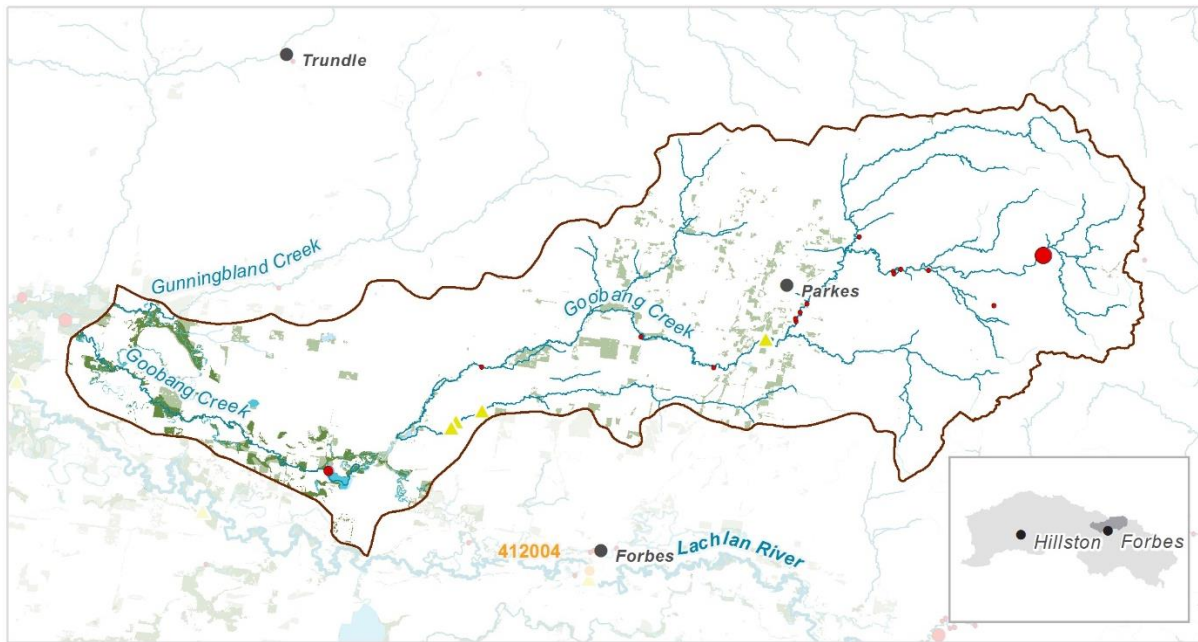 Trundle
Gunningbland Creek
Parkes
Goobang Creek
Goobang Creek
412004
Forbes
Lachlan River
Hillston
Forbes